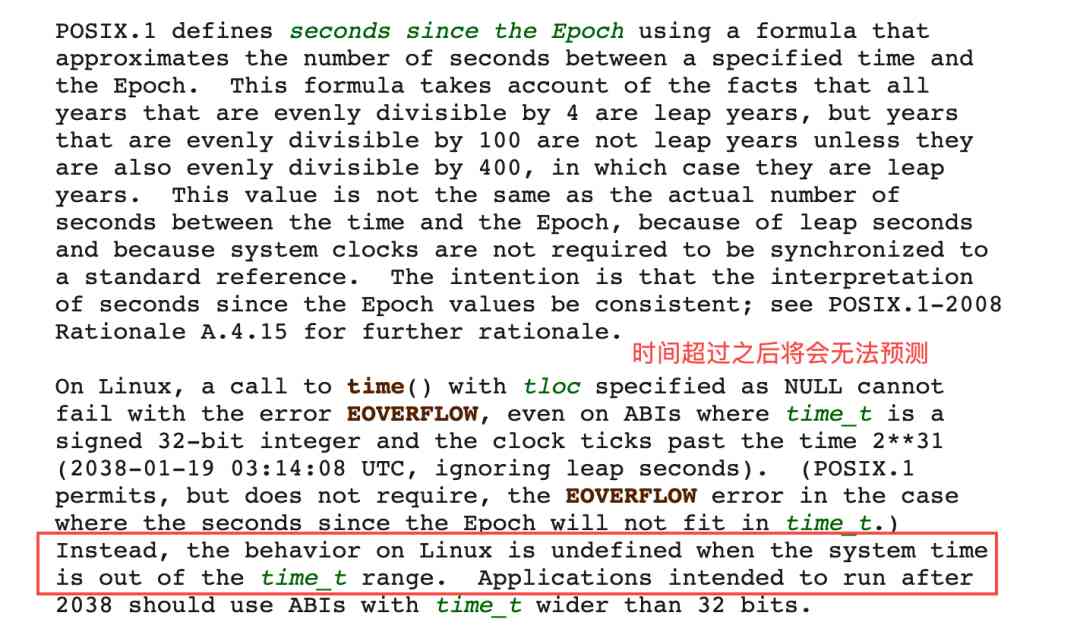 POSIX.1 defines seconds since the Epoch using a formula that
approximates the number of seconds between a specified time and
the Epoch.  This formula takes account of the facts that all
years that are evenly divisible by 4 are leap years, but years
that are evenly divisible by 100 are not leap years unless they
are also evenly divisible by 400, in which case they are leap
years.  This value is not the same as the actual number of
seconds between the time and the Epoch, because of leap seconds
and because system clocks are not required to be synchronized to
a standard reference.  The intention is that the interpretation
of seconds since the Epoch values be consistent; see POSIX.1-2008
Rationale A.4.15 for further rationale.
时间超过之后将会无法预测
On Linux, a call to time() with tloc specified as NULL cannot
fail with the error EOVERFLOW, even on ABIs where time_t is a
signed 32-bit integer and the clock ticks past the time 2**31
(2038-01-19 03:14:08 UTC, ignoring leap seconds).  (POSIX.1
permits, but does not require, the EOVERFLOW error in the case
where the seconds since the Epoch will not fit in time_t.)
Instead, the behavior on Linux is undefined when the system time
is out of the time_t range.  Applications intended to run after
2038 should use ABIs with time_t wider than 32 bits.